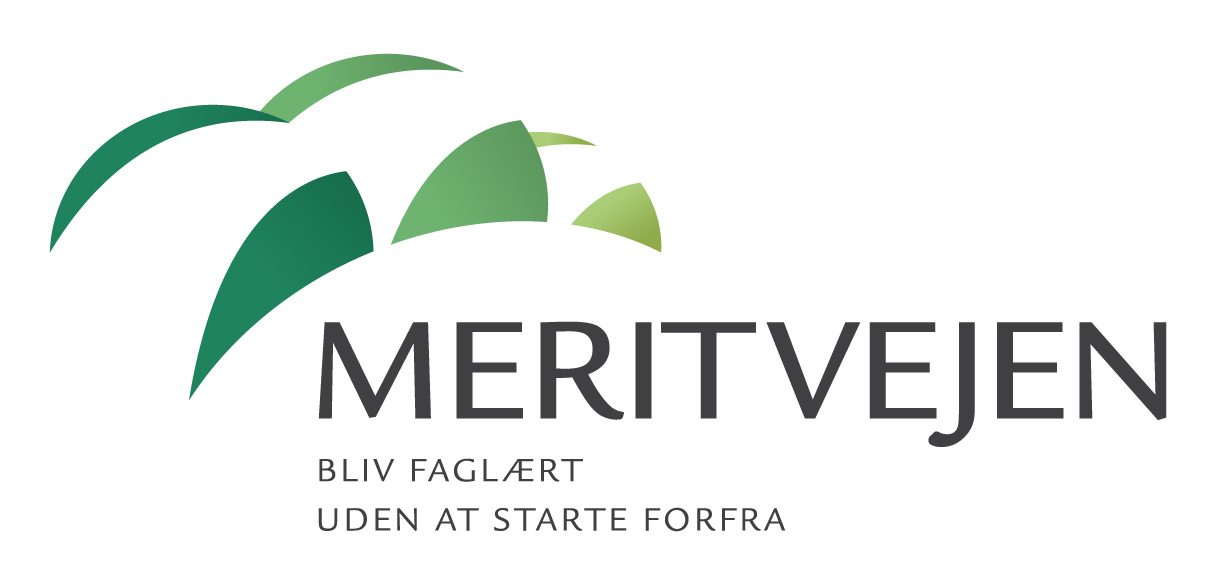 MERITVEJEN
BLIV FAGLÆRT
UDEN AT STARTE FORFRA